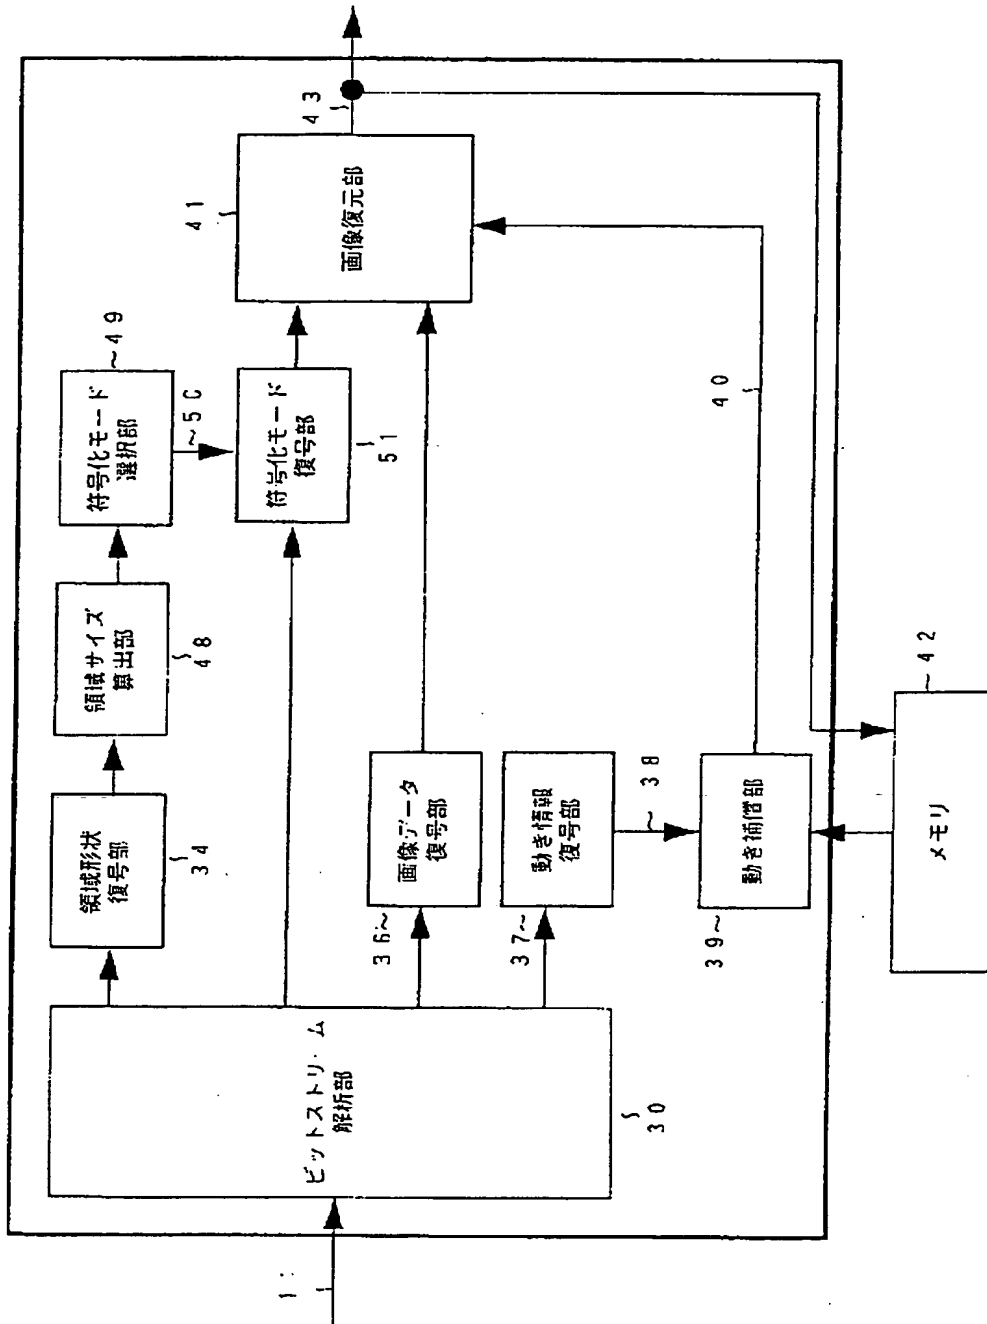 ビットストリーム
解析部
30
領域形状
復号部
34
領域サイズ
算出部
48
符号化モード
選択部
49
50
符号化モード
復号部
51
画像データ
復号部
36
動き情報
復号部
37
38
動き補償部
39
40
画像復元部
41
43
メモリ
42